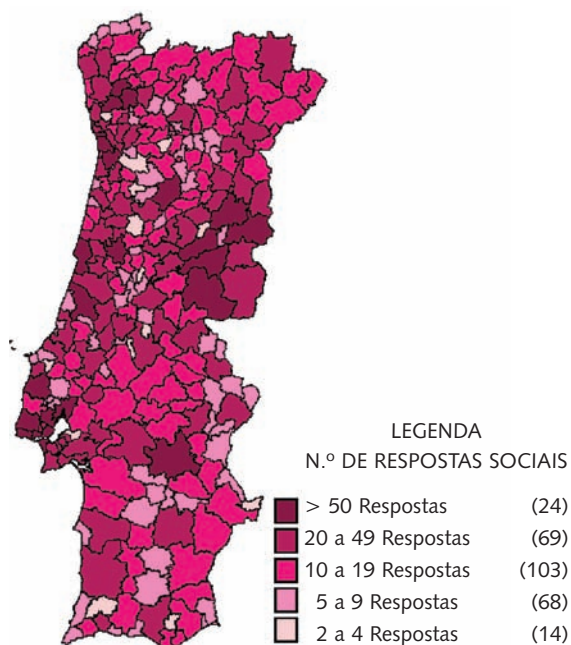 LEGENDA
N.º DE RESPOSTAS SOCIAIS
> 50 Respostas (24)
20 a 49 Respostas (69)
10 a 19 Respostas (103)
5 a 9 Respostas (68)
2 a 4 Respostas (14)